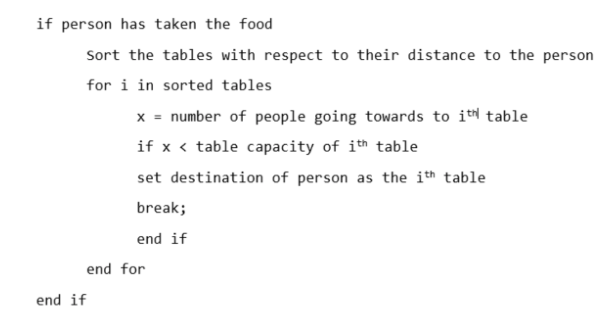 if person has taken the food
Sort the tables with respect to their distance to the person
for i in sorted tables
x = number of people going towards to iᵗʰ table
if x < table capacity of iᵗʰ table
set destination of person as the iᵗʰ table
break;
end if
end for
end if